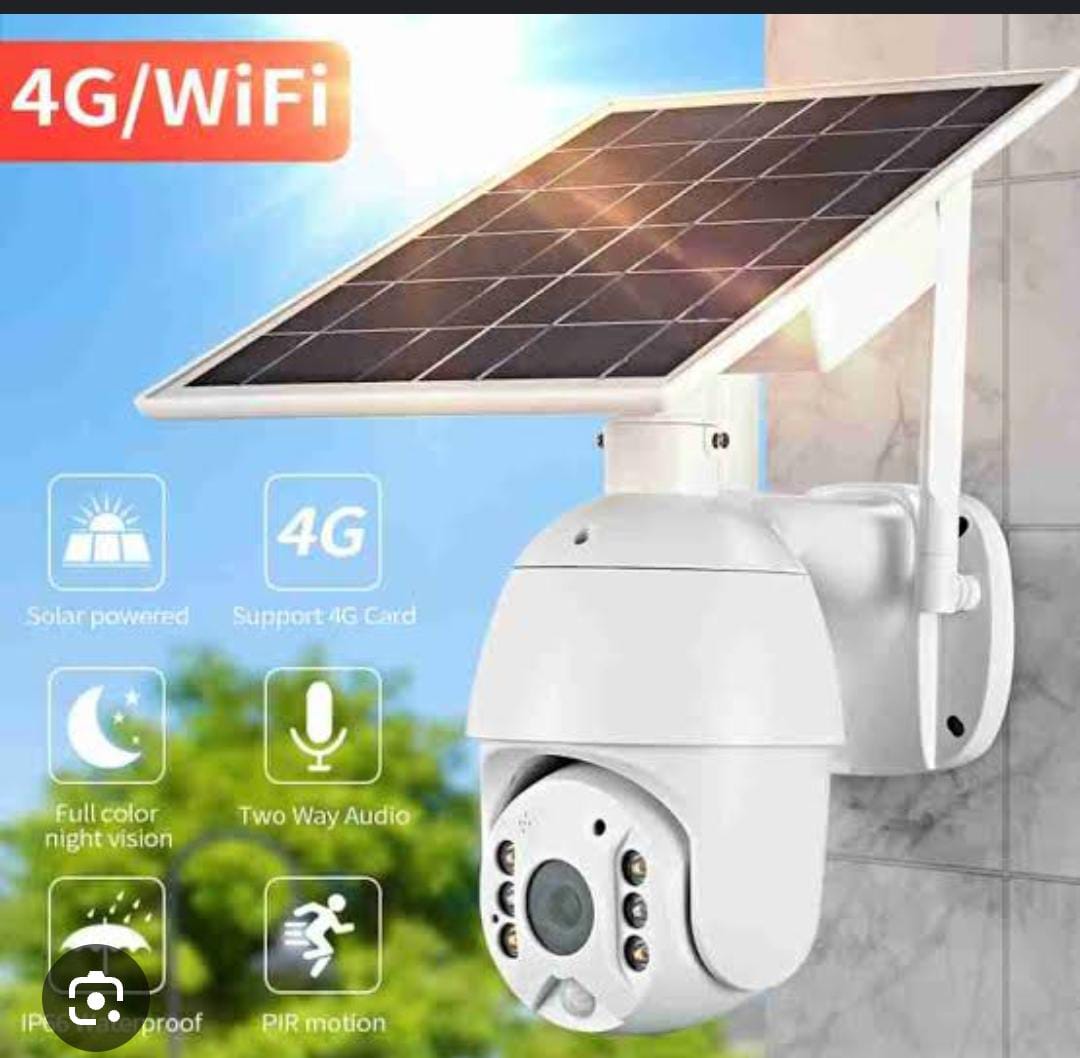 4G/WiFi
4G
Solar powered
Support 4G Card
Full color
night vision
Two Way Audio
PIR motion